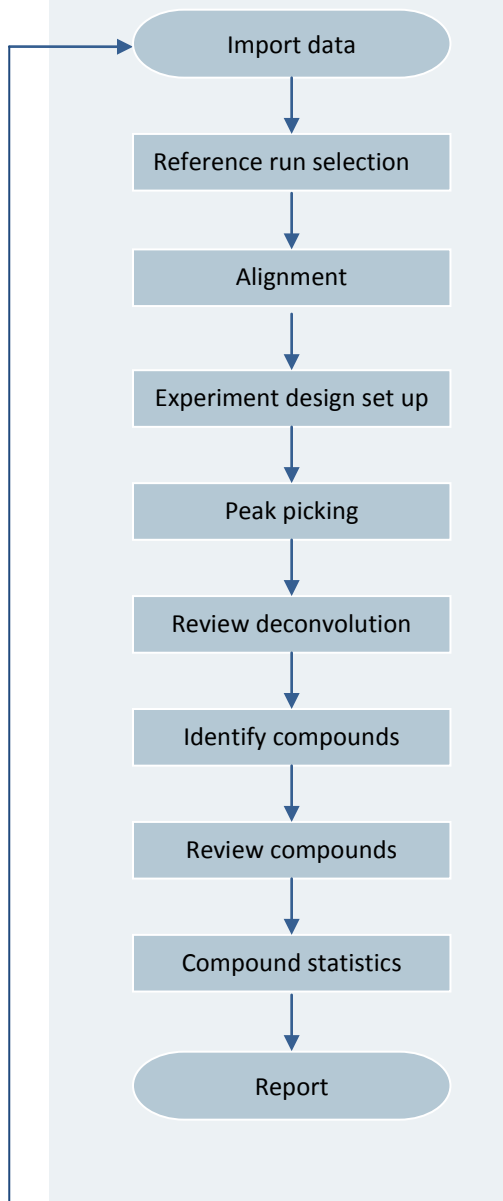 Import data
Reference run selection
Alignment
Experiment design set up
Peak picking
Review deconvolution
Identify compounds
Review compounds
Compound statistics
Report